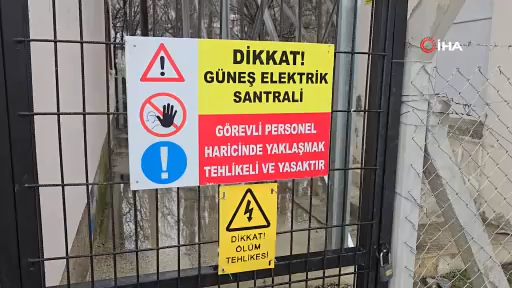 İHA
DİKKAT!
GÜNEŞ ELEKTRİK
SANTRALİ
GÖREVLİ PERSONEL
HARİCİNDE YAKLAŞMAK
TEHLİKELİ VE YASAKTIR
DİKKAT!
ÖLÜM
TEHLİKESİ